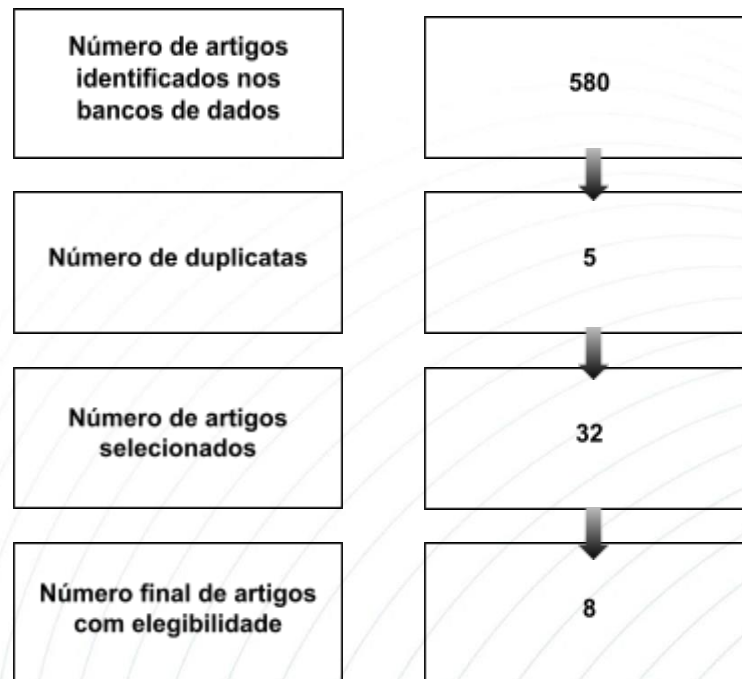 Número de artigos
identificados nos
bancos de dados
580
Número de duplicatas
5
Número de artigos
selecionados
32
Número final de artigos
com elegibilidade
8